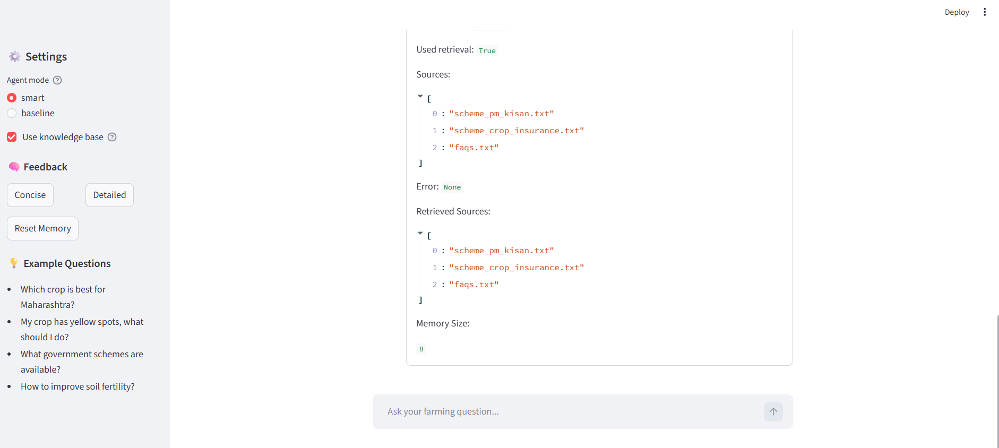 Deploy
Settings
Agent mode
smart
baseline
Use knowledge base
Feedback
Concise
Detailed
Reset Memory
Example Questions
Which crop is best for
Maharashtra?
My crop has yellow spots, what
should I do?
What government schemes are
available?
How to improve soil fertility?
Used retrieval: True
Sources:
[
0 : "scheme_pm_kisan.txt"
1 : "scheme_crop_insurance.txt"
2 : "faqs.txt"
]
Error: None
Retrieved Sources:
[
0 : "scheme_pm_kisan.txt"
1 : "scheme_crop_insurance.txt"
2 : "faqs.txt"
]
Memory Size:
8
Ask your farming question...